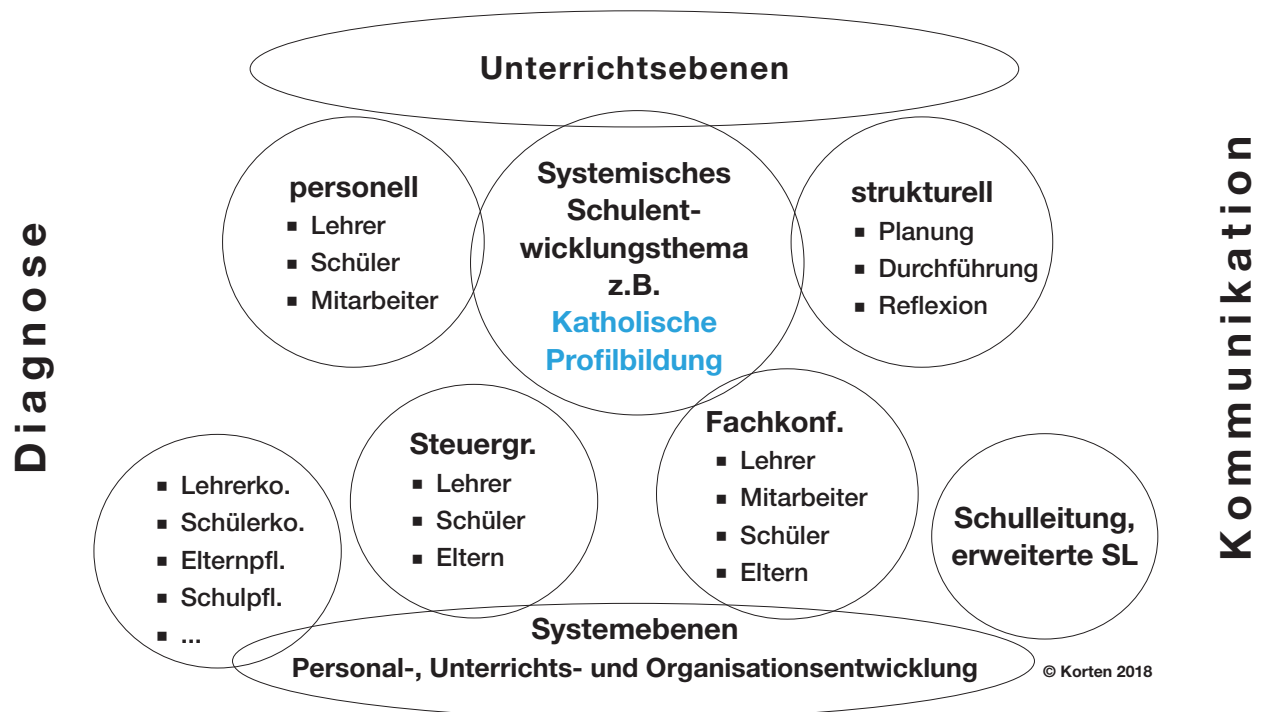 Unterrichtsebenen
Diagnose
personell
▪ Lehrer
▪ Schüler
▪ Mitarbeiter
Systemisches
Schulent-
wicklungsthema
z.B.
Katholische
Profilbildung
strukturell
▪ Planung
▪ Durchführung
▪ Reflexion
Kommunikation
▪ Lehrerko.
▪ Schülerko.
▪ Elternpfl.
▪ Schulpfl.
▪ ...
Steuergr.
▪ Lehrer
▪ Schüler
▪ Eltern
Fachkonf.
▪ Lehrer
▪ Mitarbeiter
▪ Schüler
▪ Eltern
Schulleitung,
erweiterte SL
Systemebenen
Personal-, Unterrichts- und Organisationsentwicklung
© Korten 2018